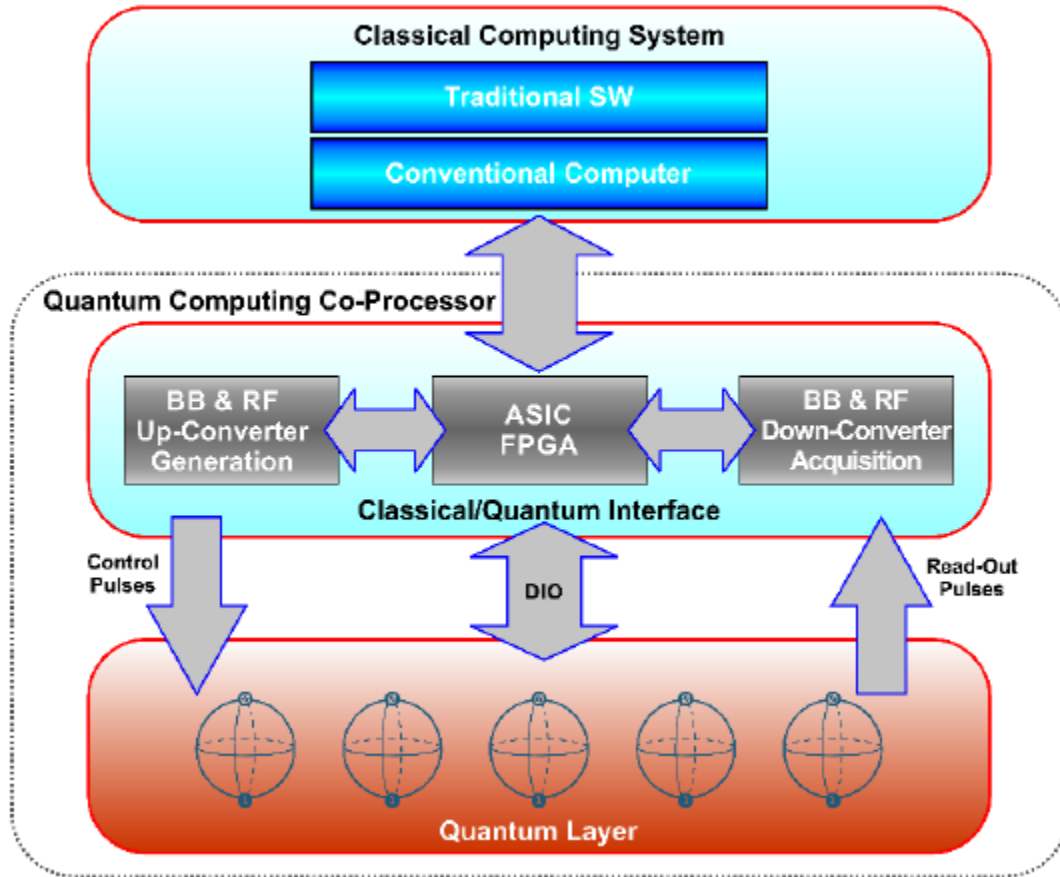 Classical Computing System
Traditional SW
Conventional Computer
Quantum Computing Co-Processor
BB & RF
Up-Converter
Generation
ASIC
FPGA
BB & RF
Down-Converter
Acquisition
Classical/Quantum Interface
Control
Pulses
DIO
Read-Out
Pulses
Quantum Layer